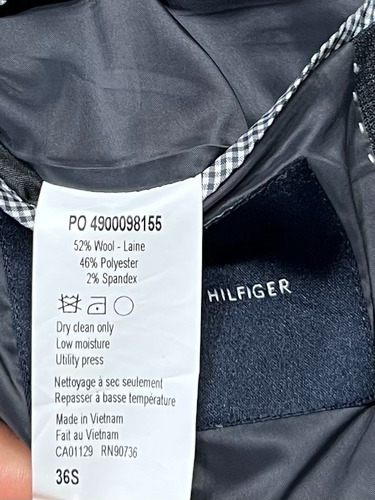 PO 4900098155
52% Wool - Laine
46% Polyester
2% Spandex
Dry clean only
Low moisture
Utility press
Nettoyage à sec seulement
Repasser à basse température
Made in Vietnam
Fait au Vietnam
CA01129 RN90736
36S
HILFIGER